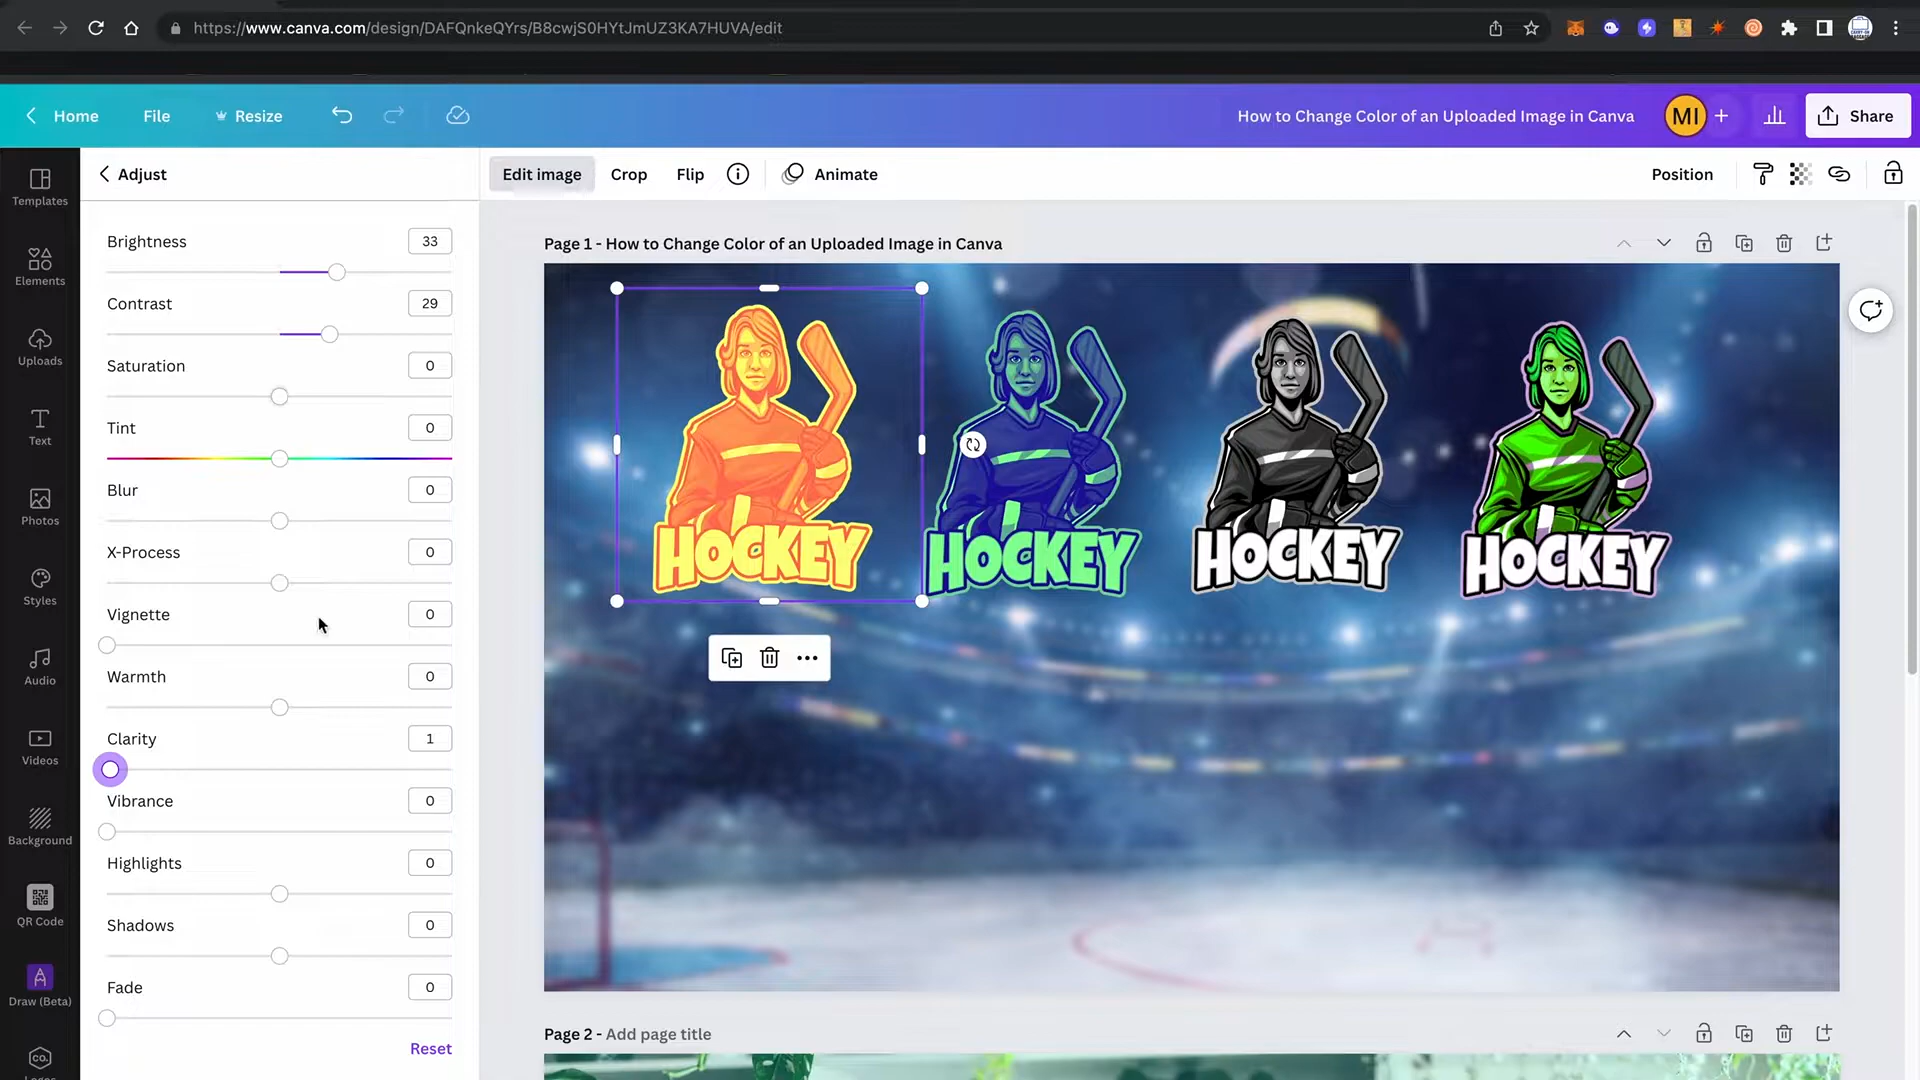 https://www.canva.com/design/DAFQnkeQYrs/B8cwjS0HYtJmUZ3KA7HUVA/edit
Home
File
Resize
How to Change Color of an Uploaded Image in Canva
MI
Share
Adjust
Edit image
Crop
Flip
Animate
Position
Templates
Elements
Uploads
Text
Photos
Styles
Audio
Videos
Background
QR Code
Draw (Beta)
co.
Brightness 33
Contrast 29
Saturation 0
Tint 0
Blur 0
X-Process 0
Vignette 0
Warmth 0
Clarity 1
Vibrance 0
Highlights 0
Shadows 0
Fade 0
Reset
Page 1 - How to Change Color of an Uploaded Image in Canva
HOCKEY
HOCKEY
HOCKEY
HOCKEY
Page 2 - Add page title